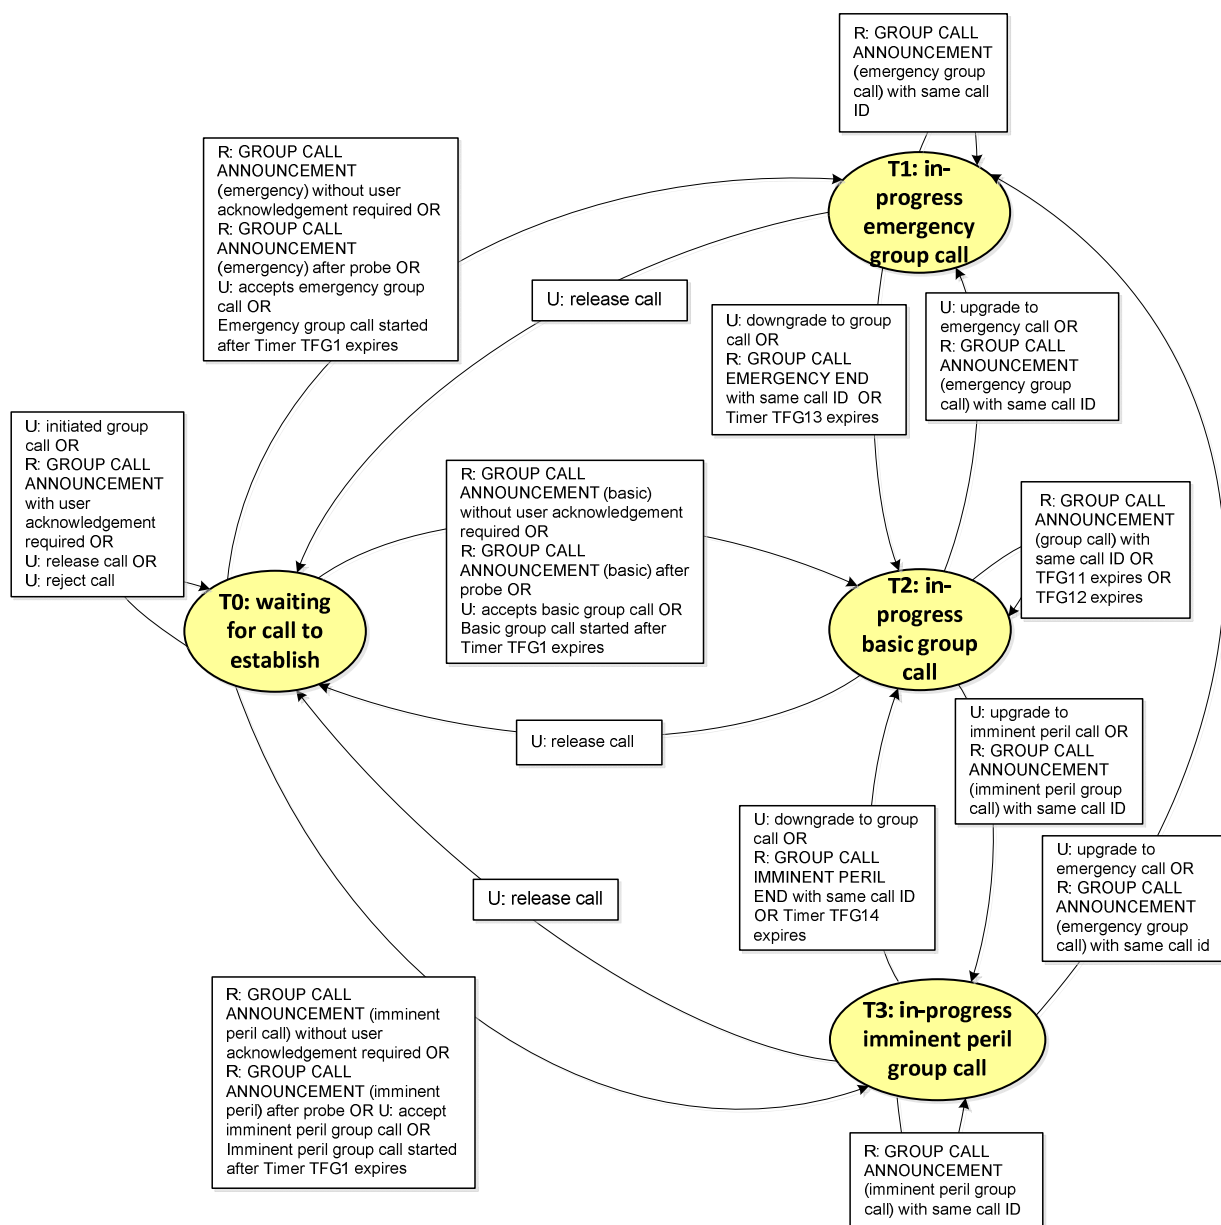 R: GROUP CALL
ANNOUNCEMENT
(emergency group
call) with same call
ID
R: GROUP CALL
ANNOUNCEMENT
(emergency) without user
acknowledgement required OR
R: GROUP CALL
ANNOUNCEMENT
(emergency) after probe OR
U: accepts emergency group
call OR
Emergency group call started
after Timer TFG1 expires
T1: in-
progress
emergency
group call
U: release call
U: downgrade to group
call OR
R: GROUP CALL
EMERGENCY END
with same call ID OR
Timer TFG13 expires
U: upgrade to
emergency call OR
R: GROUP CALL
ANNOUNCEMENT
(emergency group
call) with same call ID
U: initiated group
call OR
R: GROUP CALL
ANNOUNCEMENT
with user
acknowledgement
required OR
U: release call OR
U: reject call
R: GROUP CALL
ANNOUNCEMENT (basic)
without user acknowledgement
required OR
R: GROUP CALL
ANNOUNCEMENT (basic) after
probe OR
U: accepts basic group call OR
Basic group call started after
Timer TFG1 expires
R: GROUP CALL
ANNOUNCEMENT
(group call) with
same call ID OR
TFG11 expires OR
TFG12 expires
T0: waiting
for call to
establish
T2: in-
progress
basic group
call
U: release call
U: upgrade to
imminent peril call OR
R: GROUP CALL
ANNOUNCEMENT
(imminent peril group
call) with same call ID
U: downgrade to group
call OR
R: GROUP CALL
IMMINENT PERIL
END with same call ID
OR Timer TFG14
expires
U: upgrade to
emergency call OR
R: GROUP CALL
ANNOUNCEMENT
(emergency group
call) with same call id
U: release call
R: GROUP CALL
ANNOUNCEMENT (imminent
peril call) without user
acknowledgement required OR
R: GROUP CALL
ANNOUNCEMENT (imminent
peril) after probe OR U: accept
imminent peril group call OR
Imminent peril group call started
after Timer TFG1 expires
T3: in-progress
imminent peril
group call
R: GROUP CALL
ANNOUNCEMENT
(imminent peril group
call) with same call ID